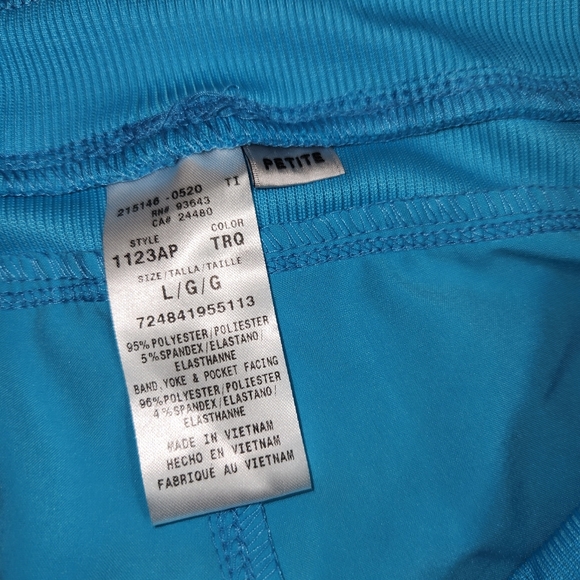 PETITE
215146 -0520 TI
RN# 93643
CA# 24480
STYLE COLOR
1123AP TRQ
SIZE/TALLA/TAILLE
L/G/G
724841955113
95% POLYESTER/POLIESTER
5% SPANDEX/ELASTANO/
ELASTHANNE
BAND, YOKE & POCKET FACING
96% POLYESTER/POLIESTER
4% SPANDEX/ELASTANO/
ELASTHANNE
MADE IN VIETNAM
HECHO EN VIETNAM
FABRIQUÉ AU VIETNAM